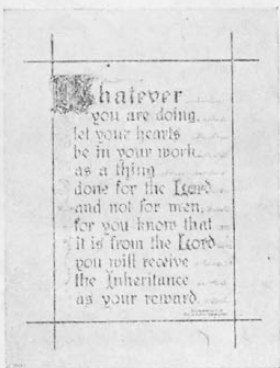 Whatever
you are doing,
let your hearts
be in your work
as a thing
done for the Lord
and not for men,
for you know that
it is from the Lord
you will receive
the Inheritance
as your reward.